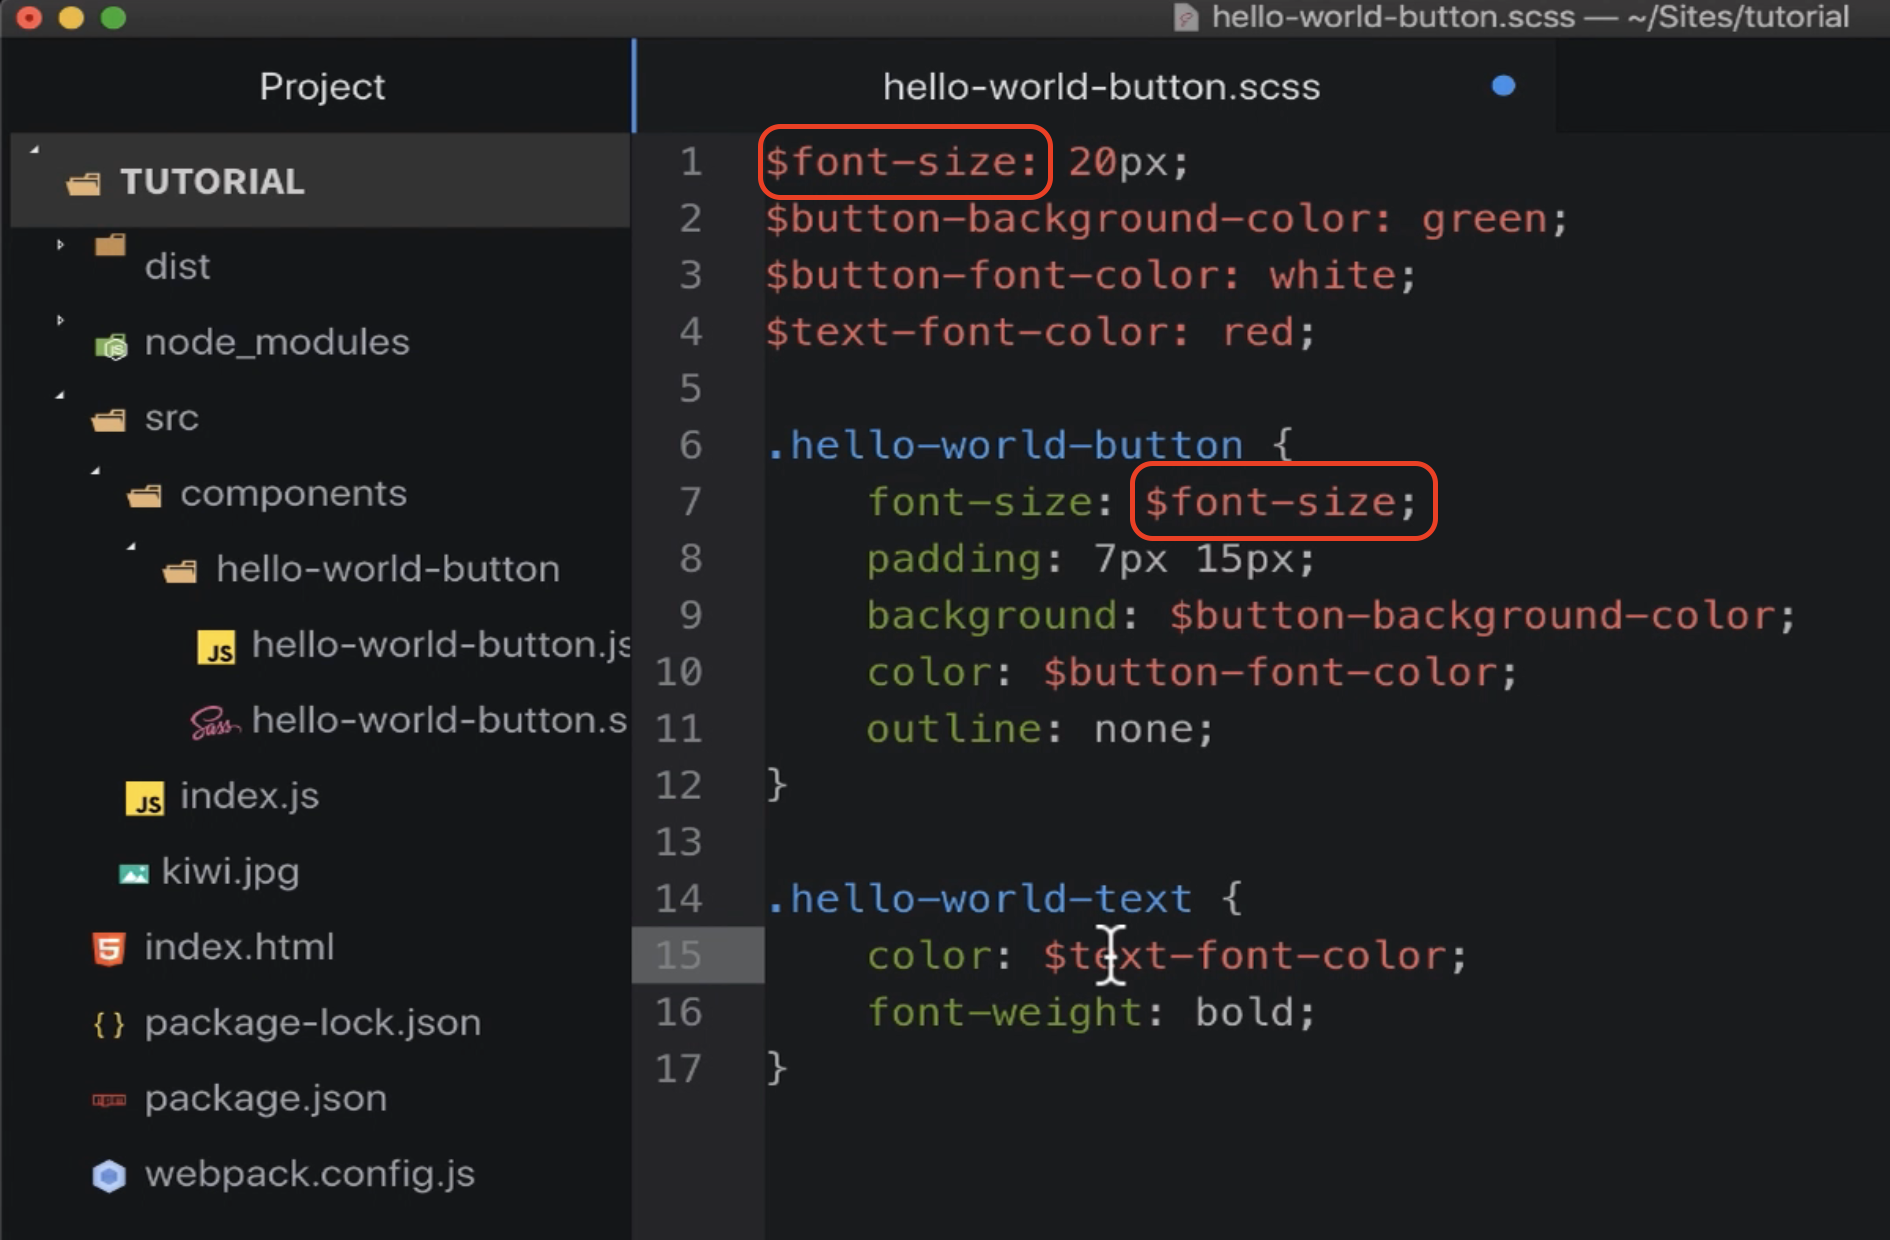 hello-world-button.scss — ~/Sites/tutorial
Project
hello-world-button.scss
TUTORIAL
dist
node_modules
src
components
hello-world-button
JS hello-world-button.js
Sass hello-world-button.s
JS index.js
kiwi.jpg
5 index.html
{ } package-lock.json
package.json
webpack.config.js
1 $font-size: 20px;
2 $button-background-color: green;
3 $button-font-color: white;
4 $text-font-color: red;
5
6 .hello-world-button {
7 font-size: $font-size;
8 padding: 7px 15px;
9 background: $button-background-color;
10 color: $button-font-color;
11 outline: none;
12 }
13
14 .hello-world-text {
15 color: $text-font-color;
16 font-weight: bold;
17 }